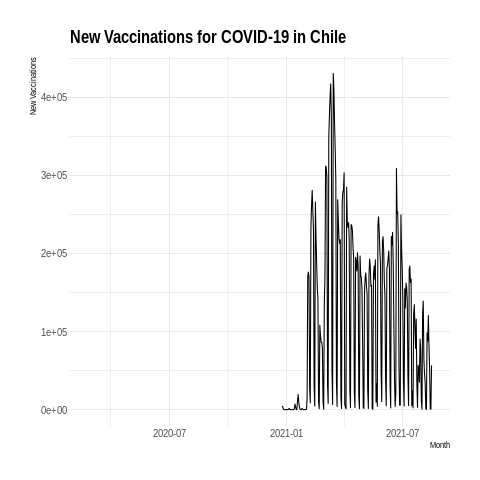 New Vaccinations for COVID-19 in Chile
New Vaccinations
4e+05
3e+05
2e+05
1e+05
0e+00
2020-07 2021-01 2021-07
Month